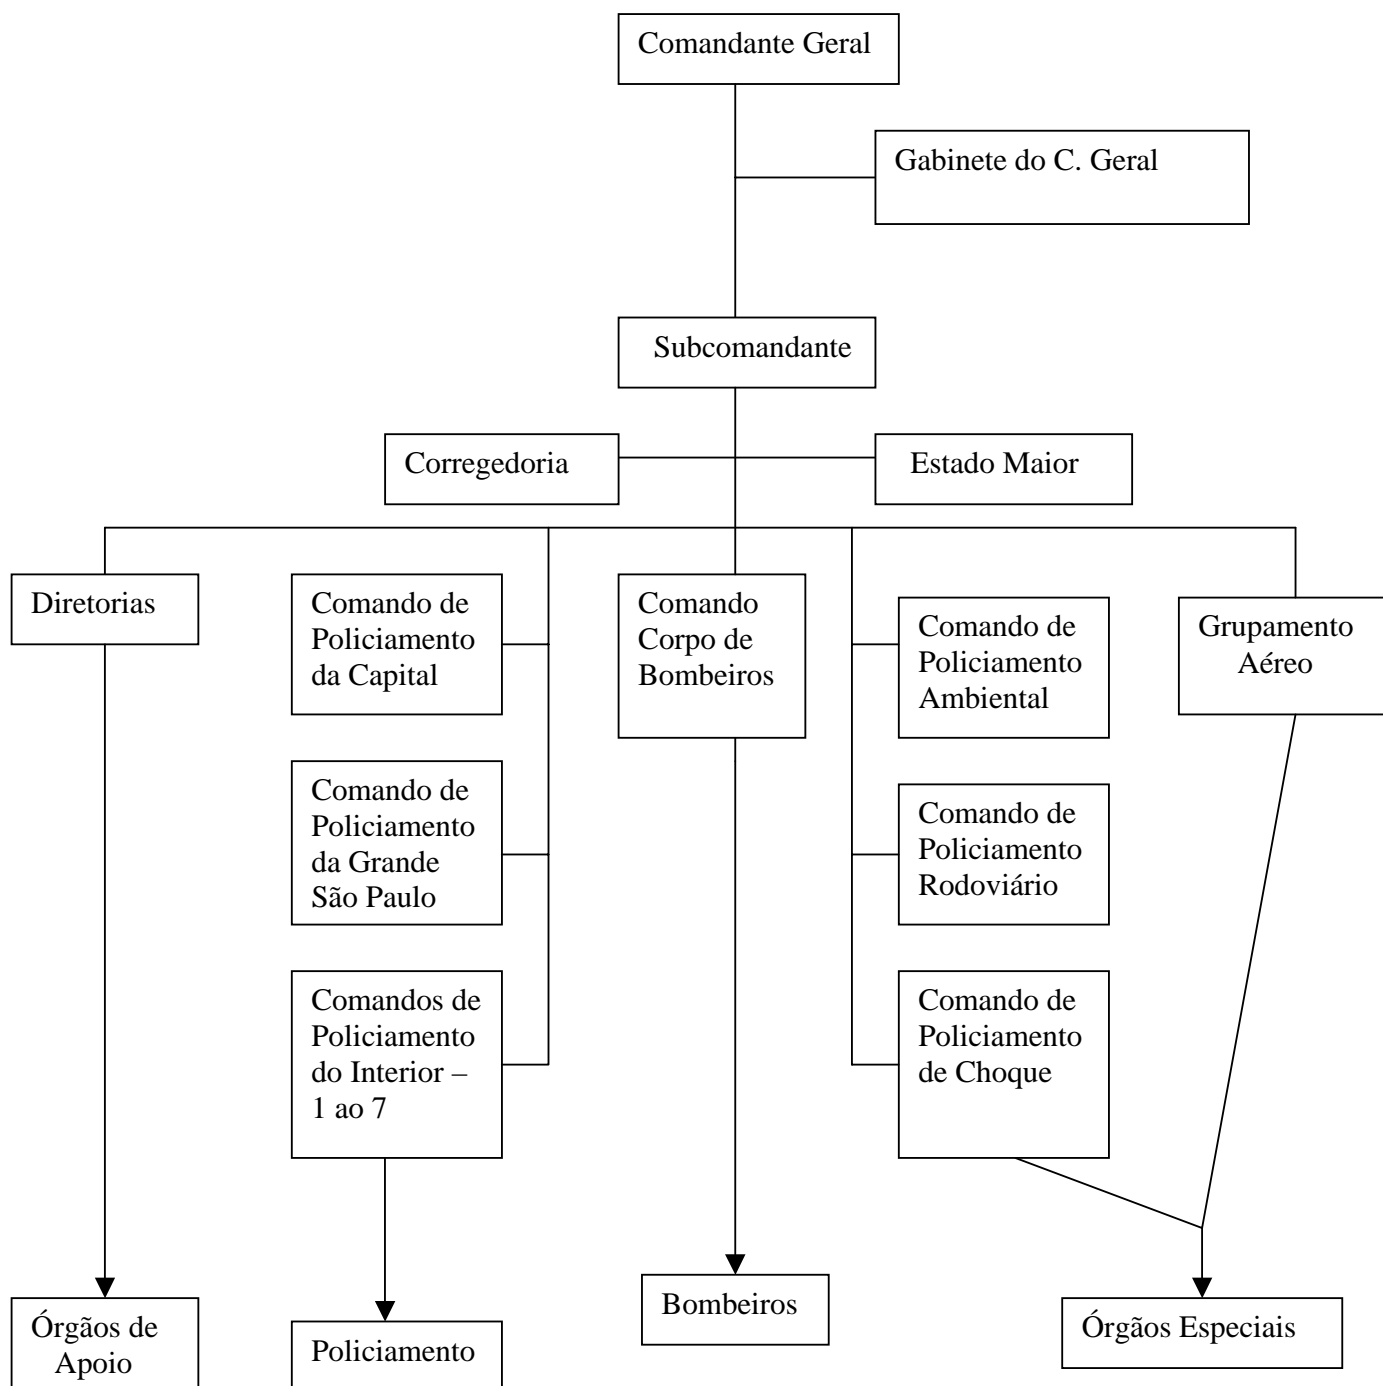 Comandante Geral
Gabinete do C. Geral
Subcomandante
Corregedoria
Estado Maior
Diretorias
Comando de
Policiamento
da Capital
Comando
Corpo de
Bombeiros
Comando de
Policiamento
Ambiental
Grupamento
Aéreo
Comando de
Policiamento
da Grande
São Paulo
Comando de
Policiamento
Rodoviário
Comandos de
Policiamento
do Interior –
1 ao 7
Comando de
Policiamento
de Choque
Órgãos de
Apoio
Policiamento
Bombeiros
Órgãos Especiais